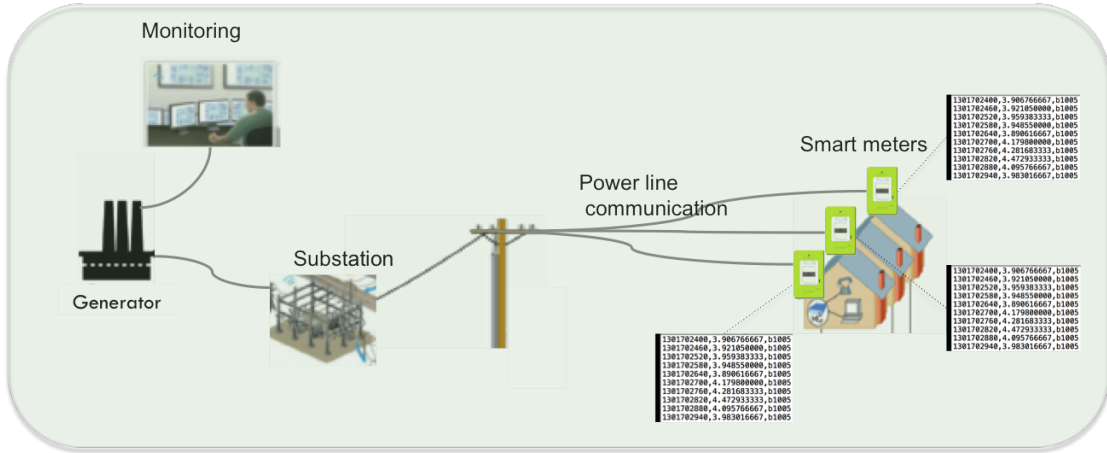 Monitoring
Smart meters
Power line
communication
Substation
Generator
1301702400,3.906766667,b1005
1301702460,3.921050000,b1005
1301702520,3.959383333,b1005
1301702580,3.948550000,b1005
1301702640,3.890616667,b1005
1301702700,4.179800000,b1005
1301702760,4.281683333,b1005
1301702820,4.472933333,b1005
1301702880,4.095766667,b1005
1301702940,3.983016667,b1005
1301702400,3.906766667,b1005
1301702460,3.921050000,b1005
1301702520,3.959383333,b1005
1301702580,3.948550000,b1005
1301702640,3.890616667,b1005
1301702700,4.179800000,b1005
1301702760,4.281683333,b1005
1301702820,4.472933333,b1005
1301702880,4.095766667,b1005
1301702940,3.983016667,b1005
1301702400,3.906766667,b1005
1301702460,3.921050000,b1005
1301702520,3.959383333,b1005
1301702580,3.948550000,b1005
1301702640,3.890616667,b1005
1301702700,4.179800000,b1005
1301702760,4.281683333,b1005
1301702820,4.472933333,b1005
1301702880,4.095766667,b1005
1301702940,3.983016667,b1005